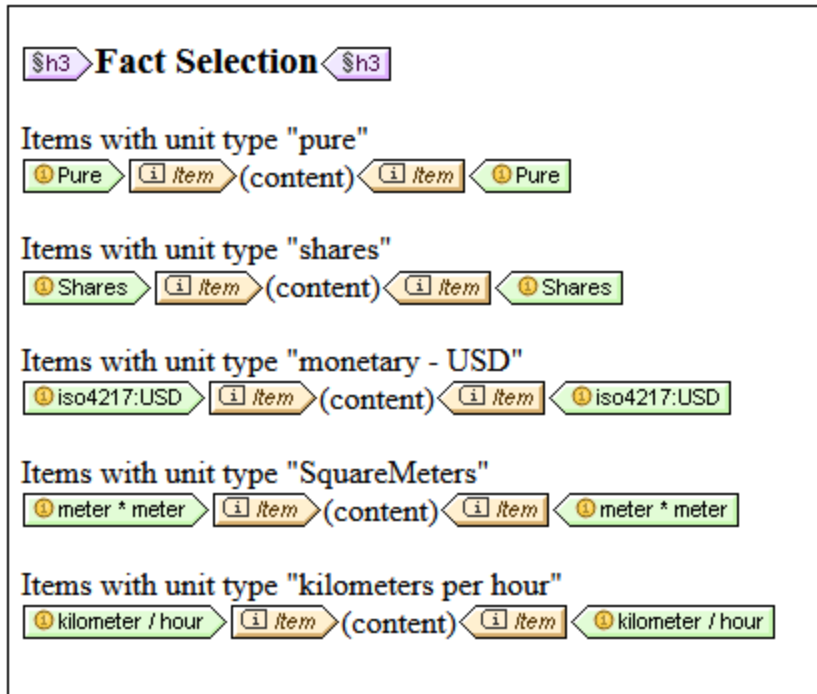 §h3 Fact Selection §h3
Items with unit type "pure"
Pure Item (content) Item Pure
Items with unit type "shares"
Shares Item (content) Item Shares
Items with unit type "monetary - USD"
iso4217:USD Item (content) Item iso4217:USD
Items with unit type "SquareMeters"
meter * meter Item (content) Item meter * meter
Items with unit type "kilometers per hour"
kilometer / hour Item (content) Item kilometer / hour